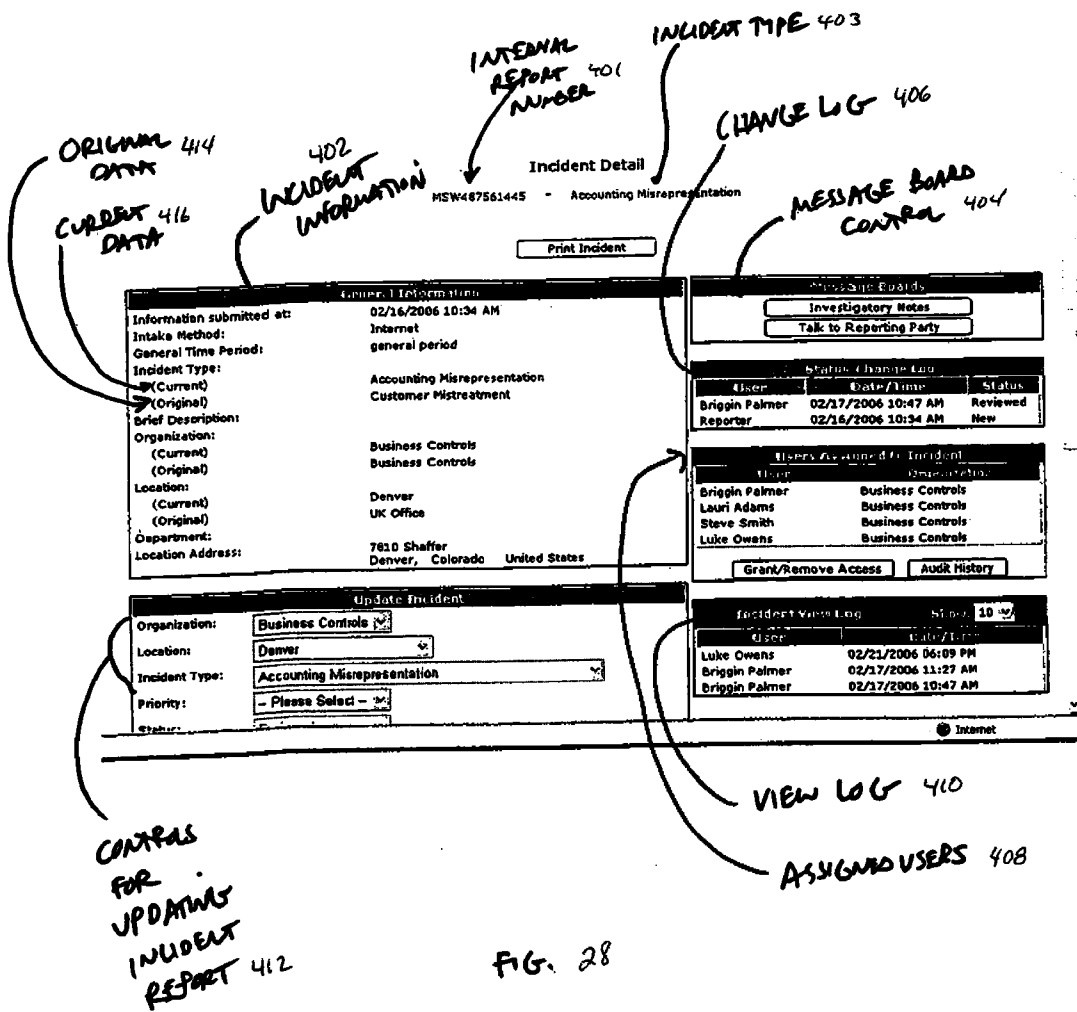 INTERNAL
REPORT 401
NUMBER
INCIDENT TYPE 403
CHANGE LOG 406
ORIGINAL 414
DATA
402
INCIDENT
INFORMATION
CURRENT 416
DATA
MESSAGE BOARD
CONTROL 404
Incident Detail
MSW487561445 - Accounting Misrepresentation
Print Incident
General Information
Information submitted at: 02/16/2006 10:34 AM
Intake Method: Internet
General Time Period: general period
Incident Type:
(Current) Accounting Misrepresentation
(Original) Customer Mistreatment
Brief Description:
Organization:
(Current) Business Controls
(Original) Business Controls
Location:
(Current) Denver
(Original) UK Office
Department:
Location Address: 7810 Shaffer
Denver, Colorado United States
Message Boards
Investigatory Notes
Talk to Reporting Party
Status Change Log
User Date/Time Status
Briggin Palmer 02/17/2006 10:47 AM Reviewed
Reporter 02/16/2006 10:34 AM New
Users Assigned to Incident
User Organization
Briggin Palmer Business Controls
Lauri Adams Business Controls
Steve Smith Business Controls
Luke Owens Business Controls
Grant/Remove Access Audit History
Update Incident
Organization: Business Controls
Location: Denver
Incident Type: Accounting Misrepresentation
Priority: - Please Select -
Status:
Incident View Log Show 10
User Date/Time
Luke Owens 02/21/2006 06:09 PM
Briggin Palmer 02/17/2006 11:27 AM
Briggin Palmer 02/17/2006 10:47 AM
Internet
VIEW LOG 410
ASSIGNED USERS 408
CONTROLS
FOR
UPDATING
INCIDENT
REPORT 412
FIG. 28